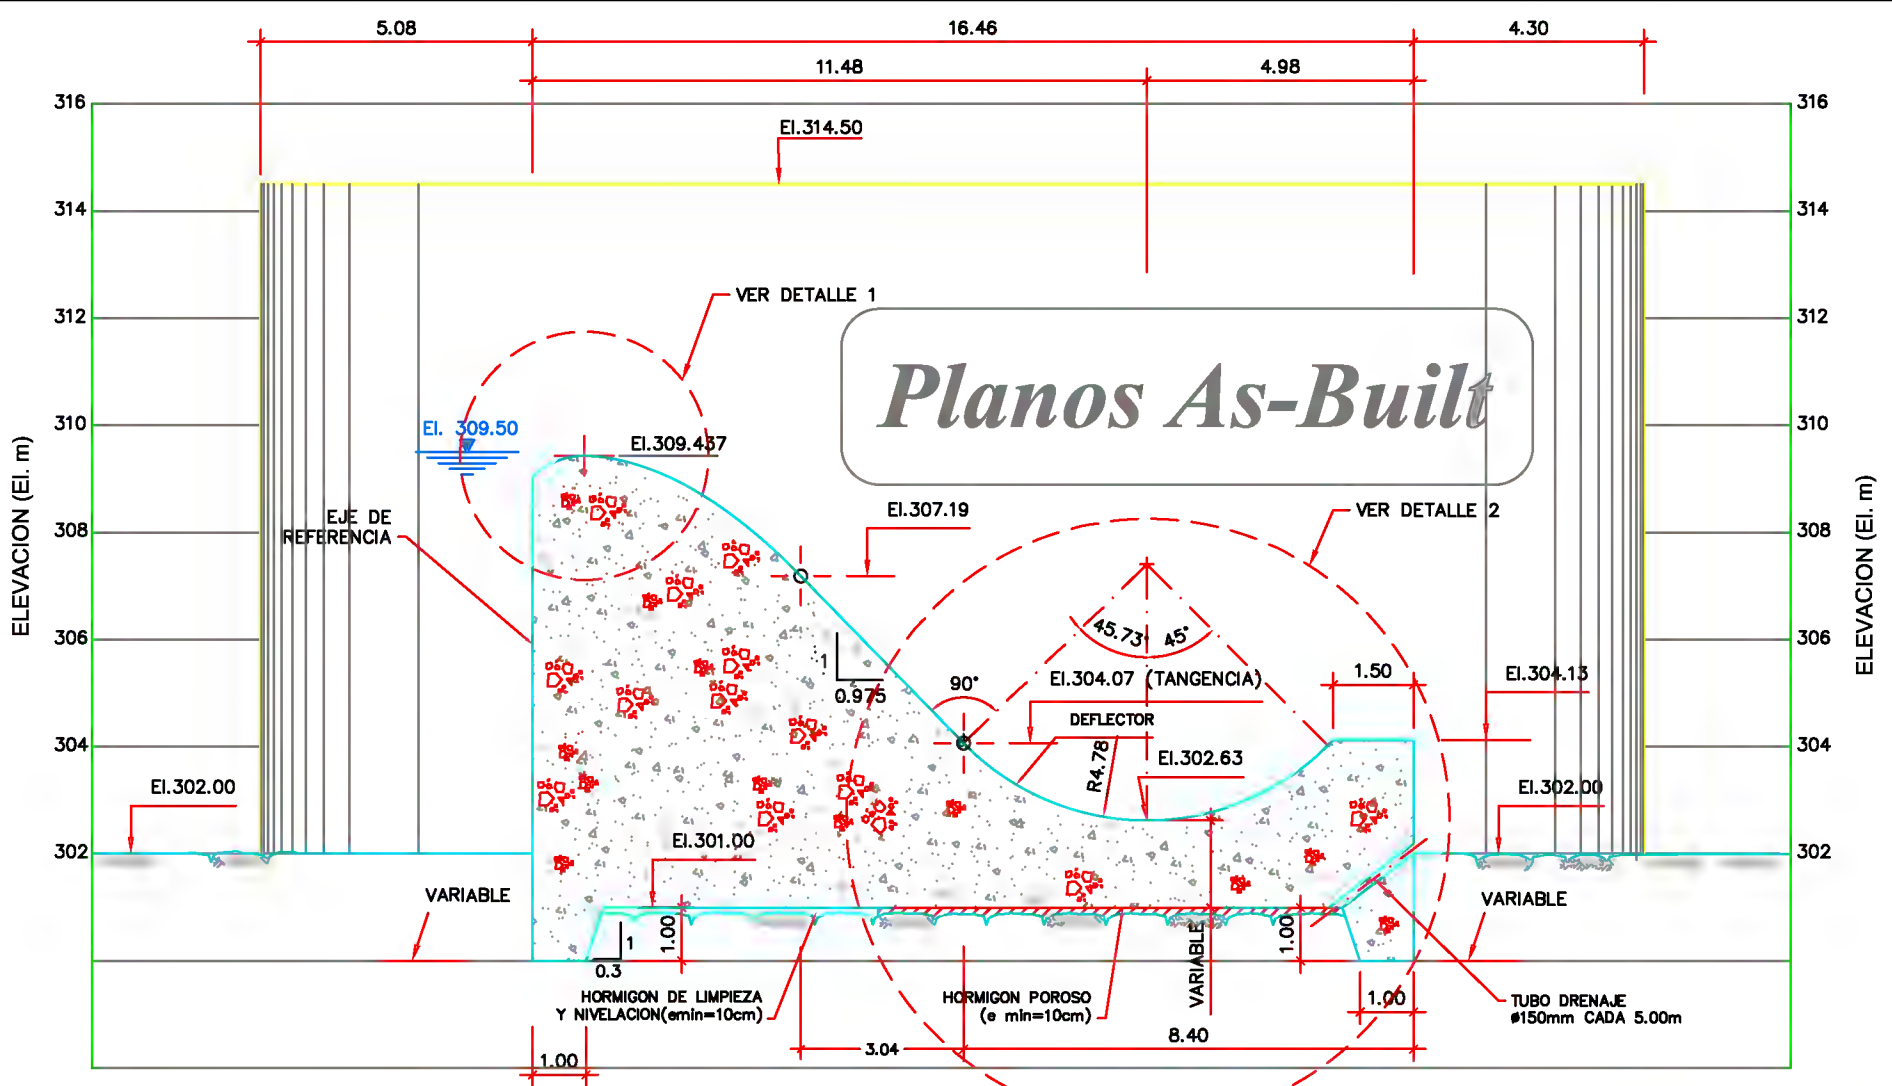 5.08
16.46
4.30
11.48
4.98
316
316
El.314.50
314
314
VER DETALLE 1
312
312
Planos As-Built
310
El. 309.50
El.309.437
310
ELEVACION (El. m)
ELEVACION (El. m)
EJE DE
REFERENCIA
El.307.19
VER DETALLE 2
308
308
306
45.73°
45°
306
1
0.975
90°
El.304.07 (TANGENCIA)
1.50
El.304.13
DEFLECTOR
304
R4.78
El.302.63
304
El.302.00
El.302.00
302
El.301.00
302
VARIABLE
VARIABLE
1
0.3
1.00
VARIABLE
1.00
HORMIGON DE LIMPIEZA
Y NIVELACION(emin=10cm)
HORMIGON POROSO
(e min=10cm)
1.00
TUBO DRENAJE
ø150mm CADA 5.00m
3.04
8.40
1.00